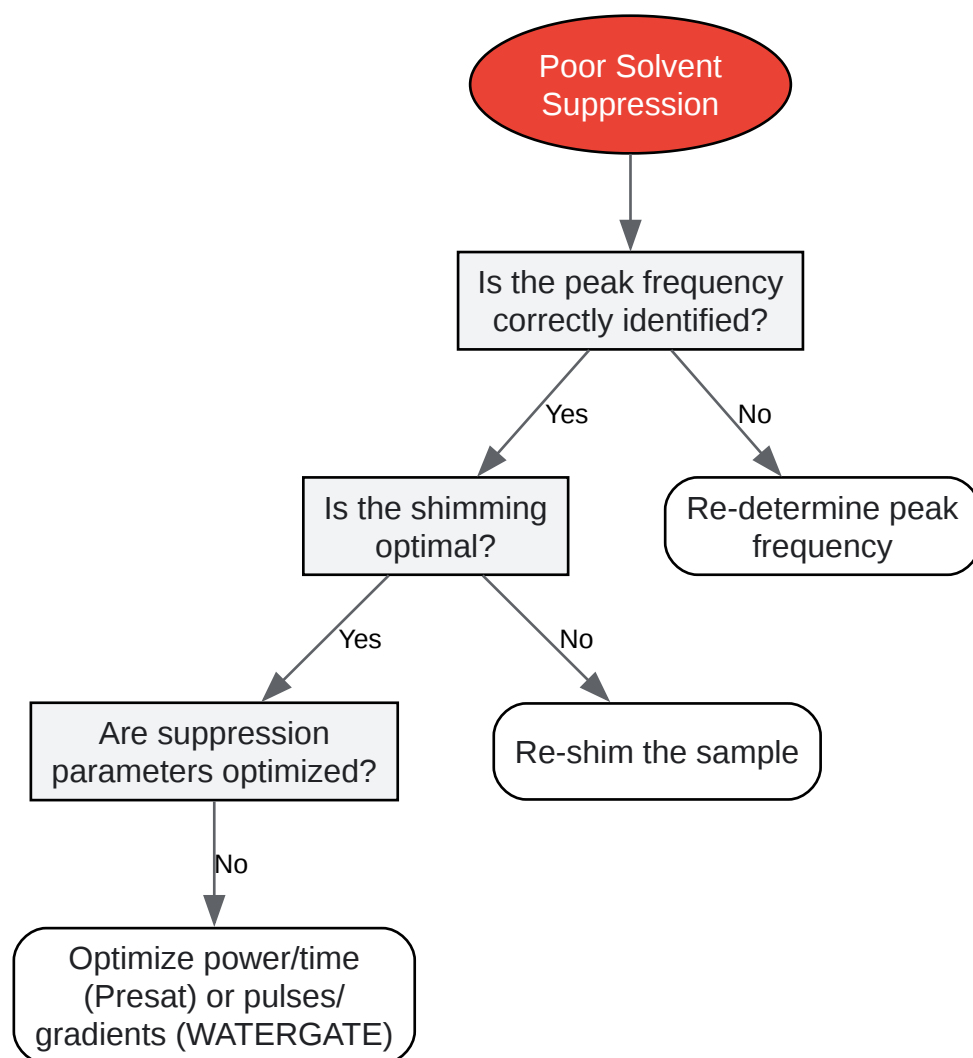 Poor Solvent
Suppression
Is the peak frequency
correctly identified?
Yes
No
Is the shimming
optimal?
Re-determine peak
frequency
Yes
No
Are suppression
parameters optimized?
Re-shim the sample
No
Optimize power/time
(Presat) or pulses/
gradients (WATERGATE)